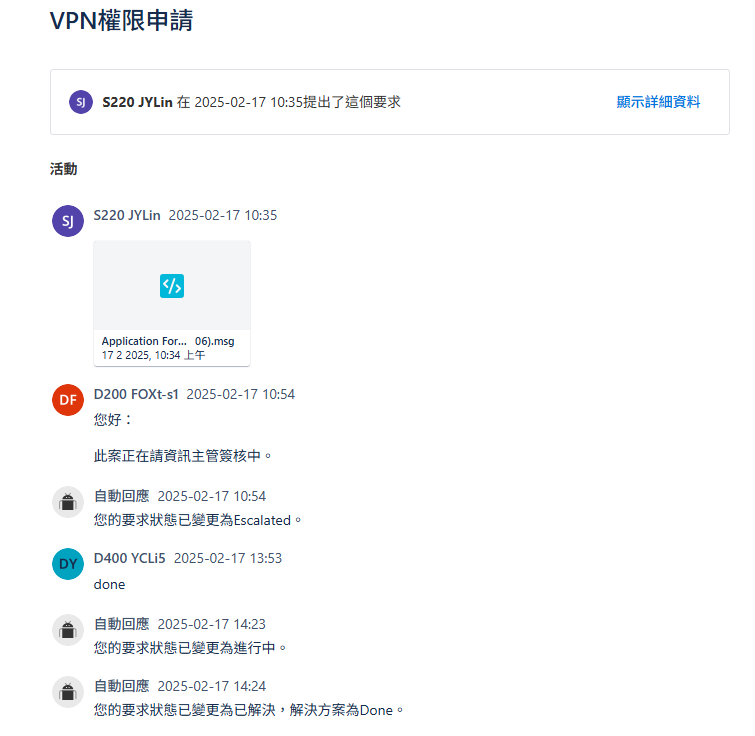 VPN權限申請
SJ S220 JYLin 在 2025-02-17 10:35提出了這個要求 顯示詳細資料
活動
SJ S220 JYLin 2025-02-17 10:35
</>
Application For... 06).msg
17 2 2025, 10:34 上午
DF D200 FOXt-s1 2025-02-17 10:54
您好：
此案正在請資訊主管簽核中。
自動回應 2025-02-17 10:54
您的要求狀態已變更為Escalated。
DY D400 YCLi5 2025-02-17 13:53
done
自動回應 2025-02-17 14:23
您的要求狀態已變更為進行中。
自動回應 2025-02-17 14:24
您的要求狀態已變更為已解決，解決方案為Done。